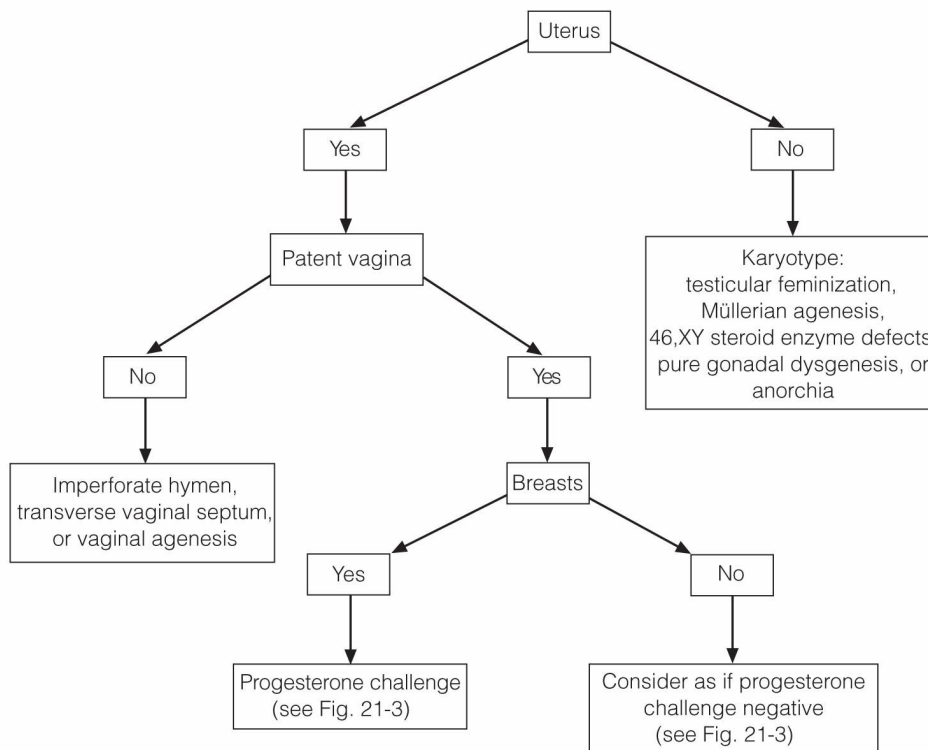 Uterus
Yes
No
Patent vagina
Karyotype:
testicular feminization,
Müllerian agenesis,
46,XY steroid enzyme defects
pure gonadal dysgenesis, or
anorchia
No
Yes
Imperforate hymen,
transverse vaginal septum,
or vaginal agenesis
Breasts
Yes
No
Progesterone challenge
(see Fig. 21-3)
Consider as if progesterone
challenge negative
(see Fig. 21-3)